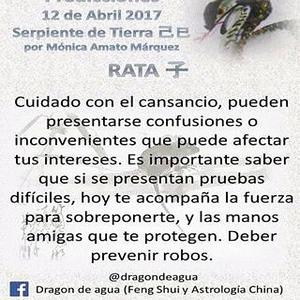 Predicciones
12 de Abril 2017
Serpiente de Tierra 己巳
por Mónica Amato Márquez
RATA 子
Cuidado con el cansancio, pueden
presentarse confusiones o
inconvenientes que puede afectar
tus intereses. Es importante saber
que si se presentan pruebas
difíciles, hoy te acompaña la fuerza
para sobreponerte, y las manos
amigas que te protegen. Deber
prevenir robos.
@dragondeagua
Dragon de agua (Feng Shui y Astrología China)